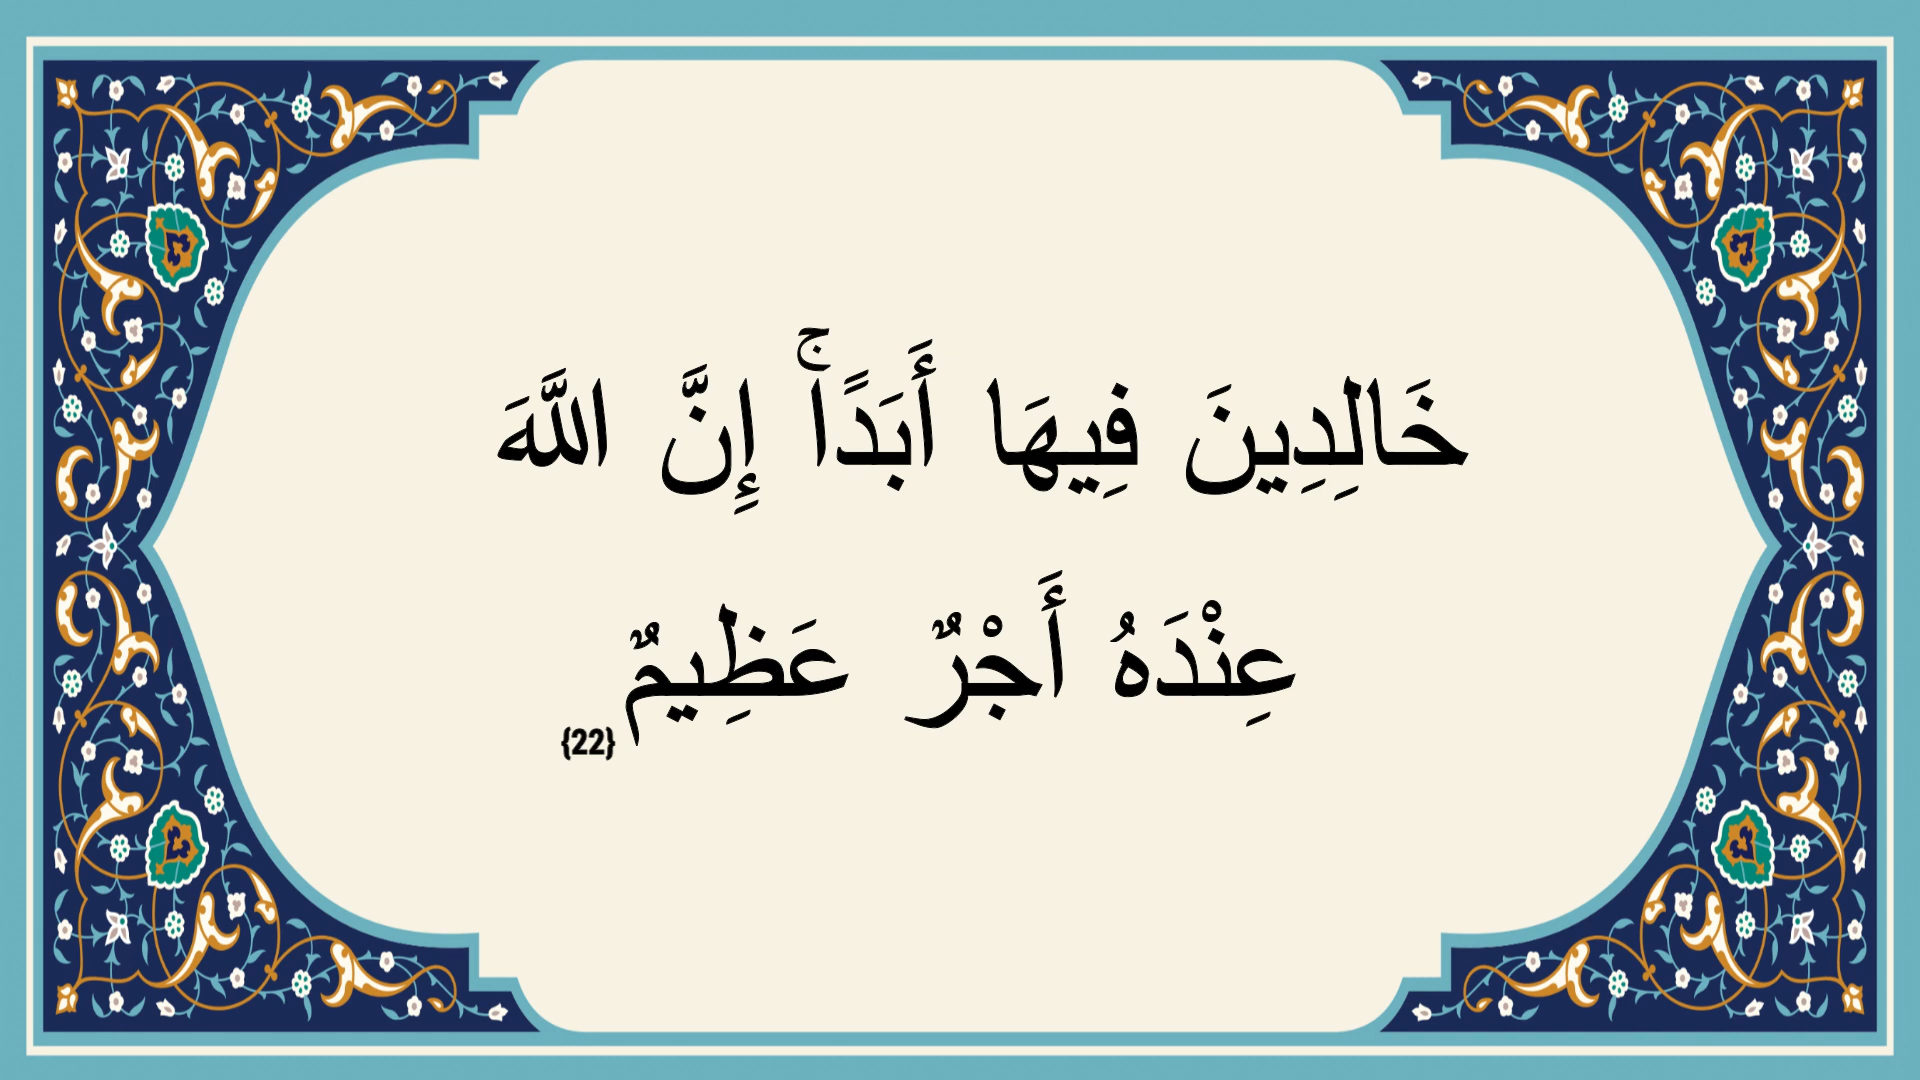 خَالِدِينَ فِيهَا أَبَدًاۚ إِنَّ اللَّهَ
عِنْدَهُ أَجْرٌ عَظِيمٌ {22}